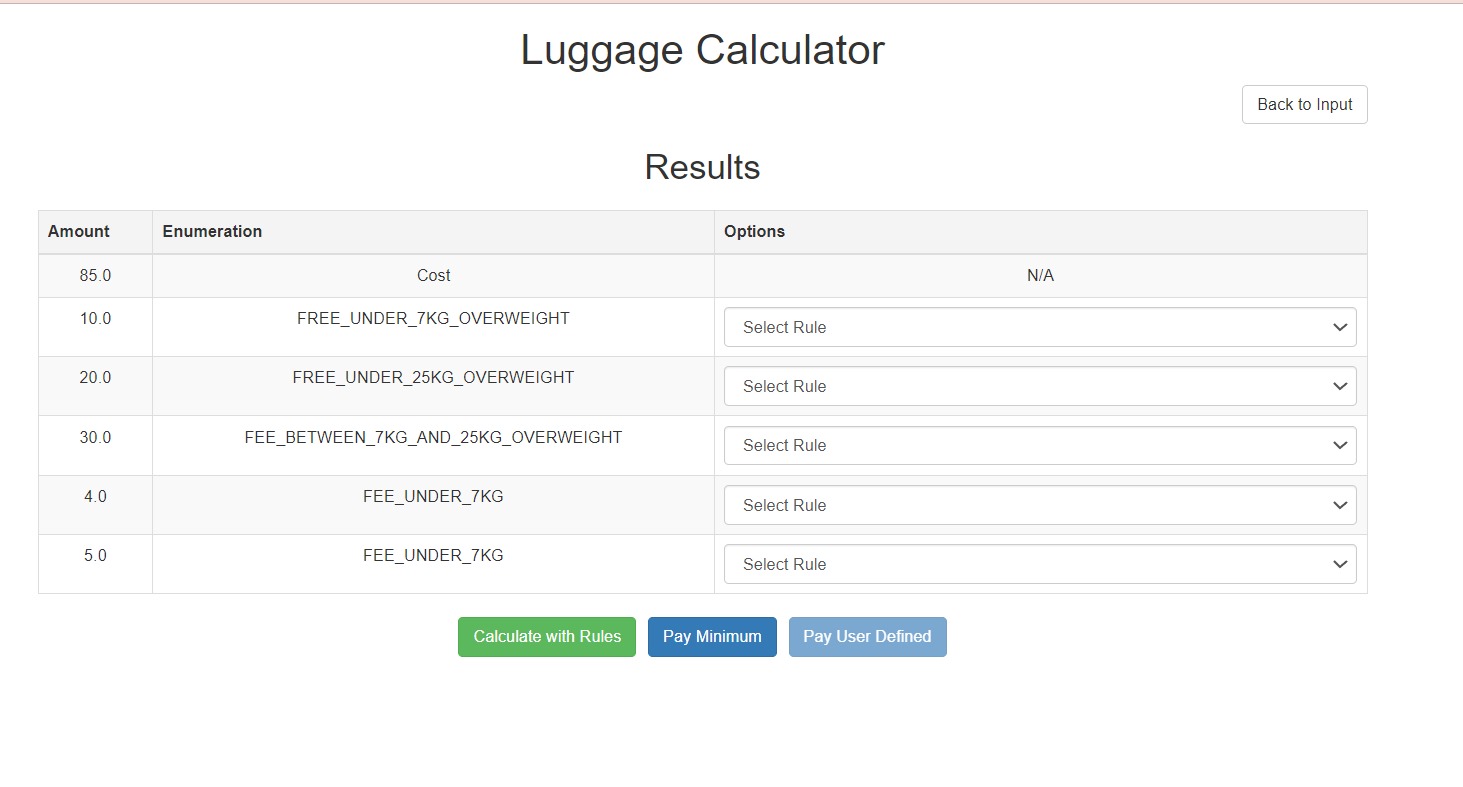 Luggage Calculator
Back to Input
Results
Amount Enumeration Options
85.0 Cost N/A
10.0 FREE_UNDER_7KG_OVERWEIGHT Select Rule
20.0 FREE_UNDER_25KG_OVERWEIGHT Select Rule
30.0 FEE_BETWEEN_7KG_AND_25KG_OVERWEIGHT Select Rule
4.0 FEE_UNDER_7KG Select Rule
5.0 FEE_UNDER_7KG Select Rule
Calculate with Rules Pay Minimum Pay User Defined